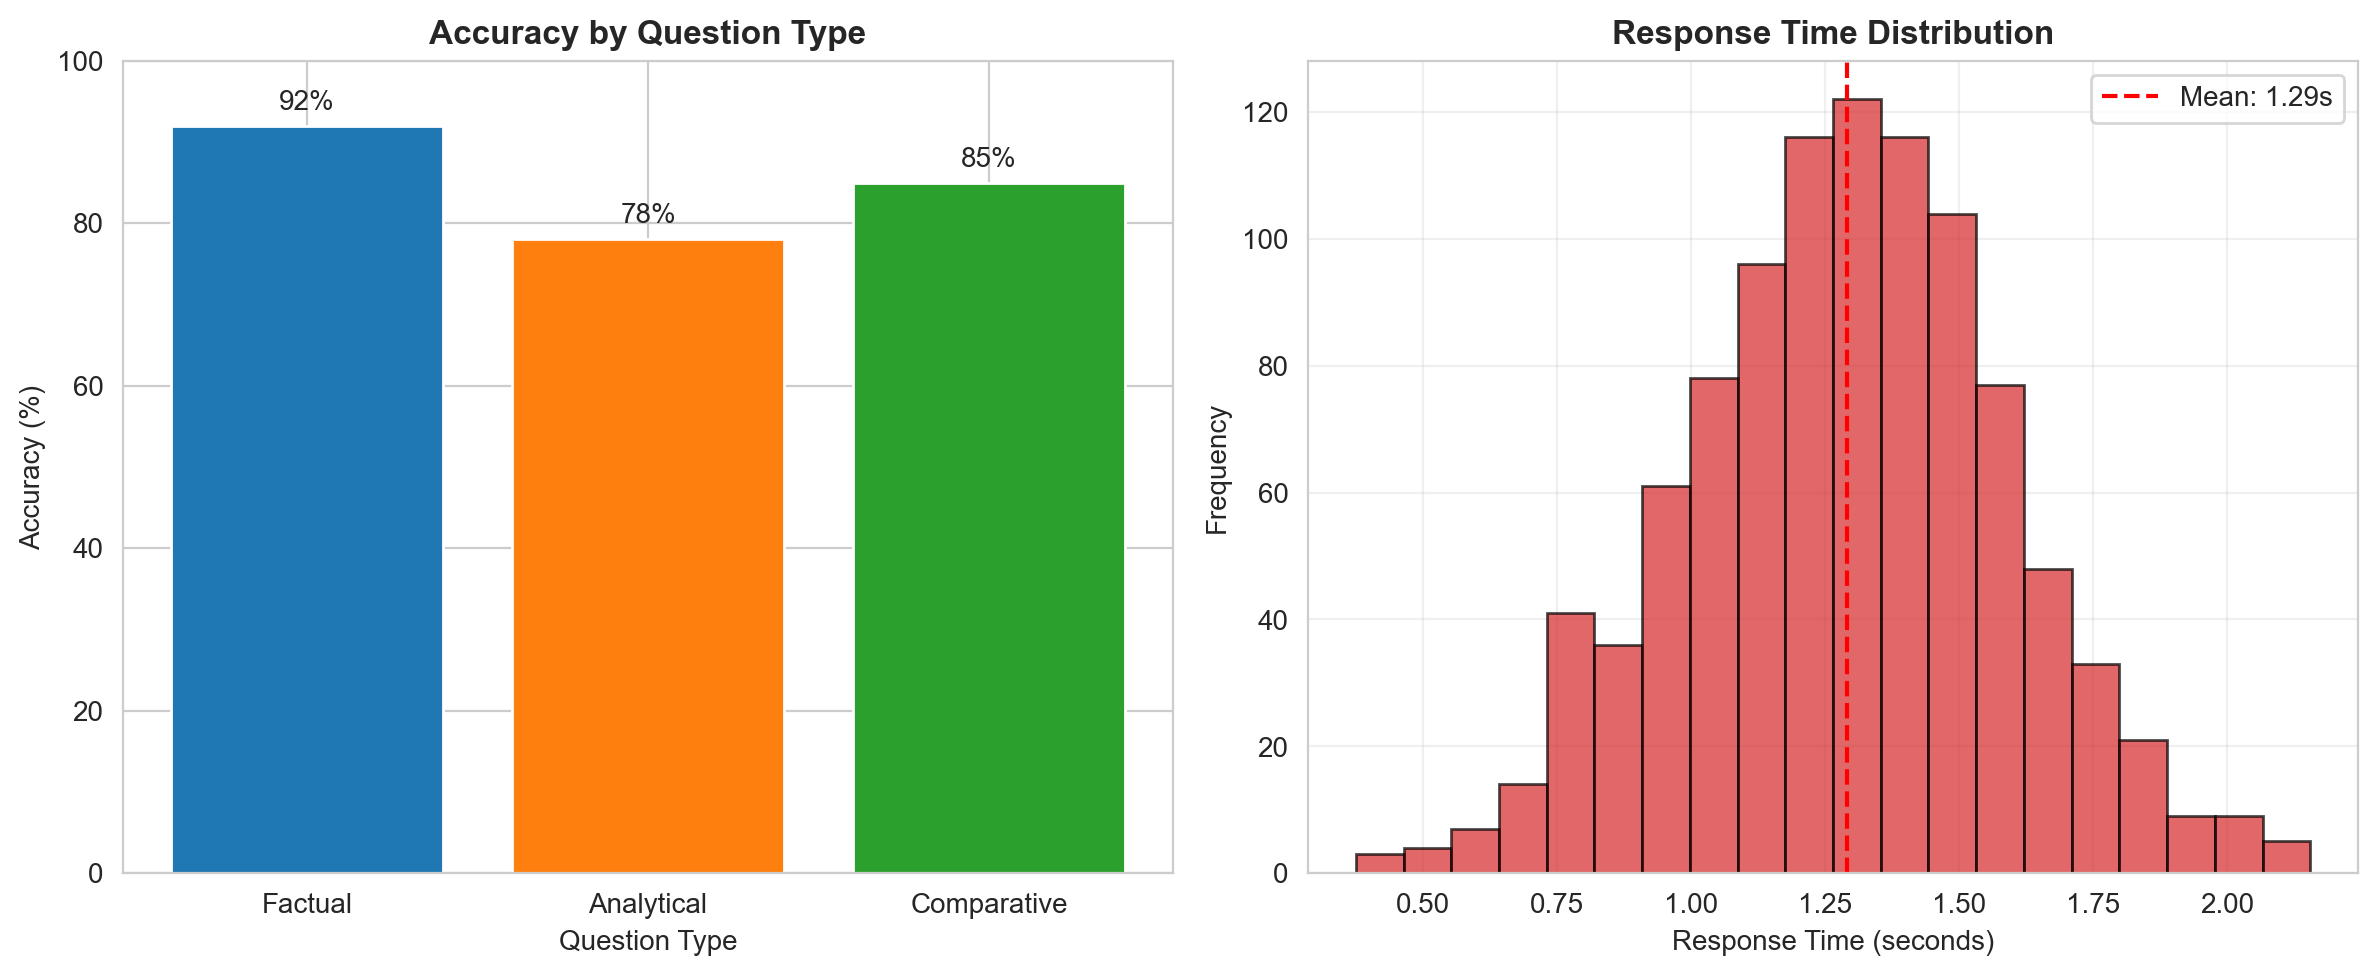 Accuracy by Question Type
100
80
60
40
20
0
Accuracy (%)
92%
78%
85%
Factual
Analytical
Comparative
Question Type
Response Time Distribution
Mean: 1.29s
120
100
80
60
40
20
0
Frequency
0.50
0.75
1.00
1.25
1.50
1.75
2.00
Response Time (seconds)